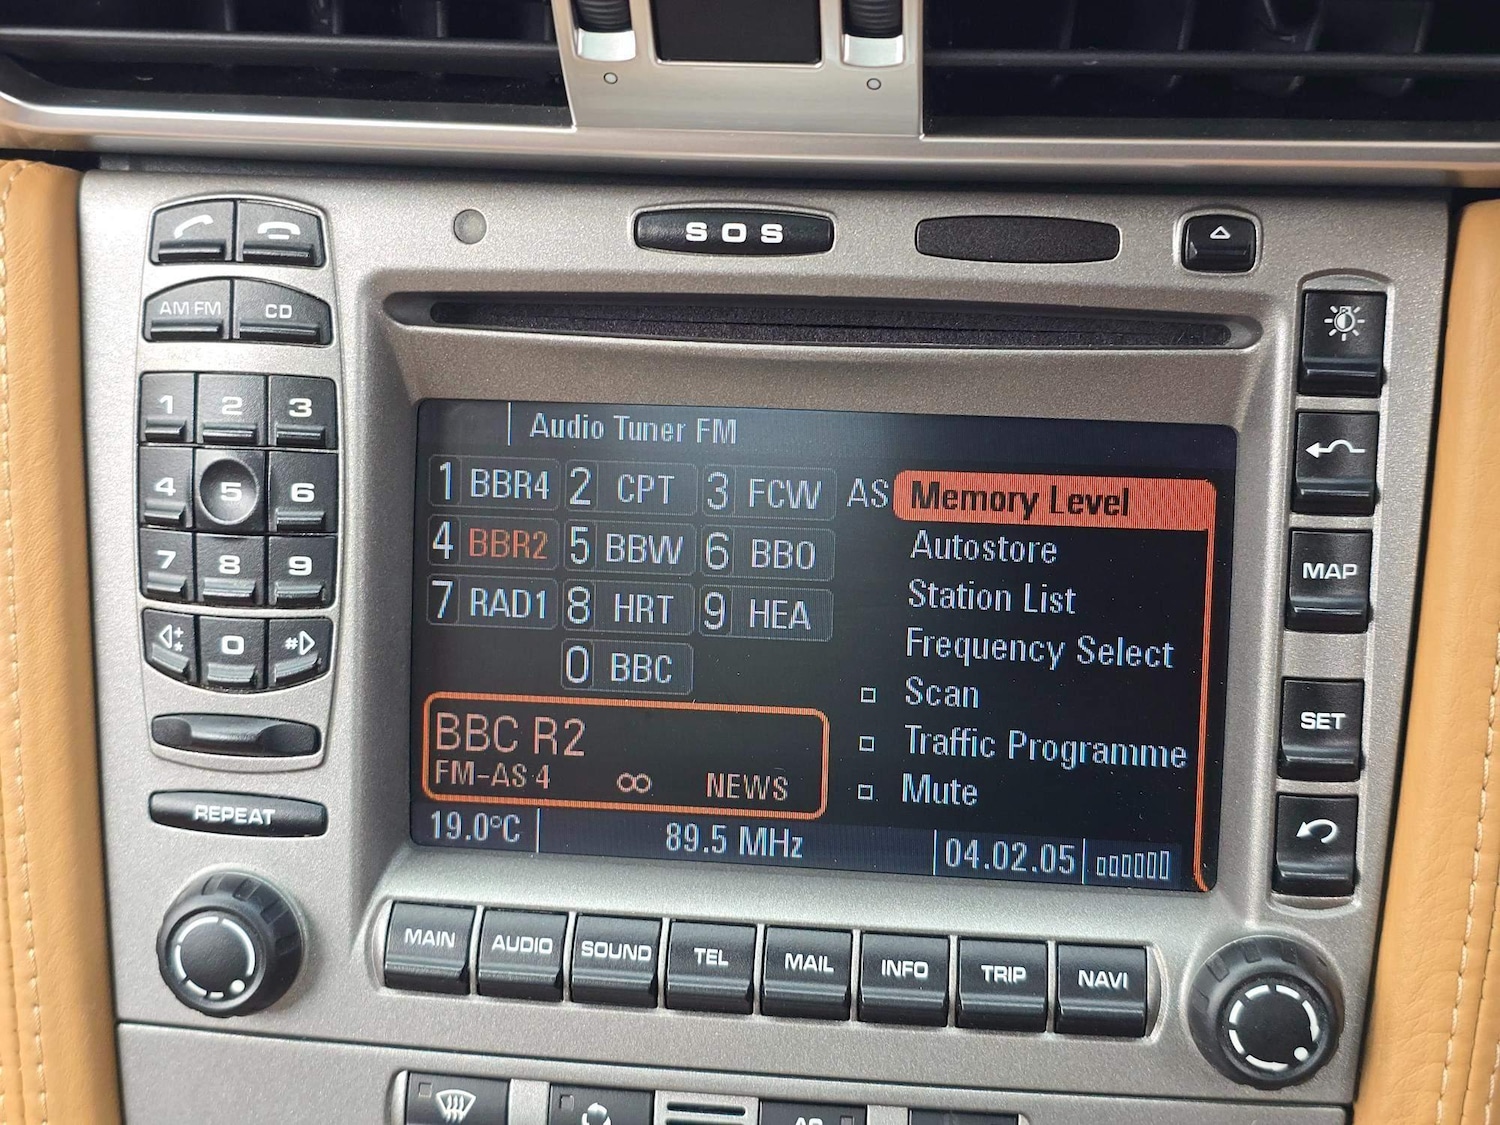 SOS
AM FM
CD
1 2 3
4 5 6
7 8 9
* 0 #
REPEAT
MAP
SET
Audio Tuner FM
1 BBR4 2 CPT 3 FCW AS
4 BBR2 5 BBW 6 BBO
7 RAD1 8 HRT 9 HEA
0 BBC
Memory Level
Autostore
Station List
Frequency Select
Scan
Traffic Programme
Mute
BBC R2
FM-AS 4 ∞ NEWS
19.0°C 89.5 MHz 04.02.05
MAIN AUDIO SOUND TEL MAIL INFO TRIP NAVI